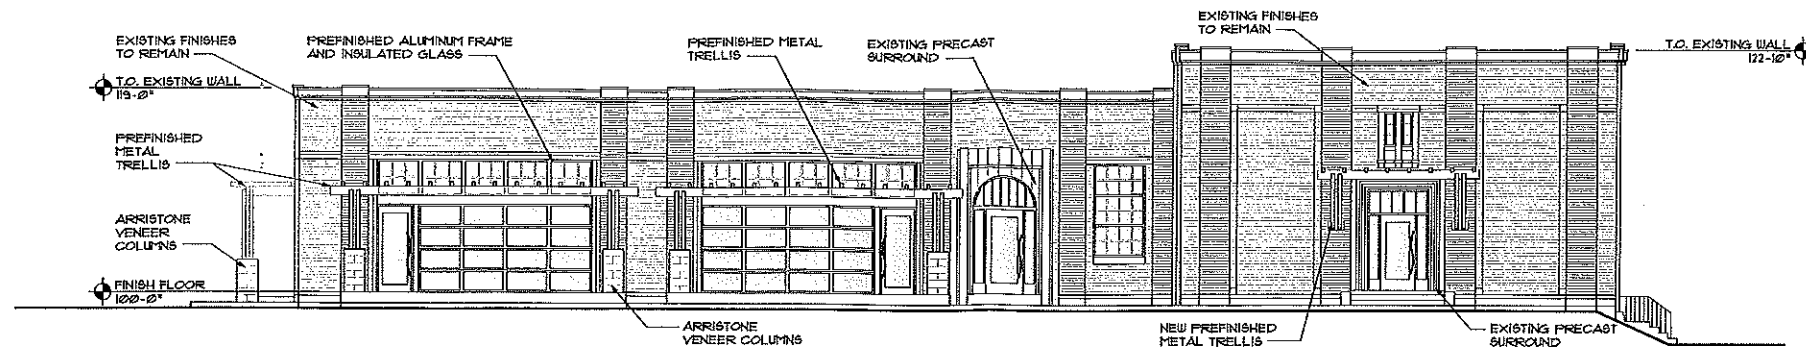 EXISTING FINISHES
TO REMAIN
PREFINISHED ALUMINUM FRAME
AND INSULATED GLASS
PREFINISHED METAL
TRELLIS
EXISTING PRECAST
SURROUND
EXISTING FINISHES
TO REMAIN
T.O. EXISTING WALL
122'-10"
T.O. EXISTING WALL
119'-0"
PREFINISHED
METAL
TRELLIS
ARRISTONE
VENEER
COLUMNS
FINISH FLOOR
100'-0"
ARRISTONE
VENEER COLUMNS
NEW PREFINISHED
METAL TRELLIS
EXISTING PRECAST
SURROUND